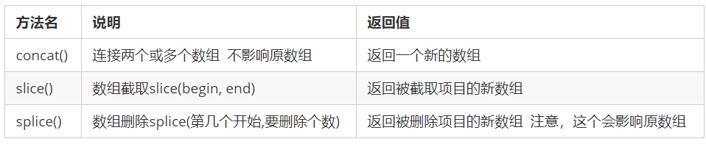 方法名 说明 返回值
concat() 连接两个或多个数组 不影响原数组 返回一个新的数组
slice() 数组截取slice(begin, end) 返回被截取项目的新数组
splice() 数组删除splice(第几个开始,要删除个数) 返回被删除项目的新数组 注意，这个会影响原数组